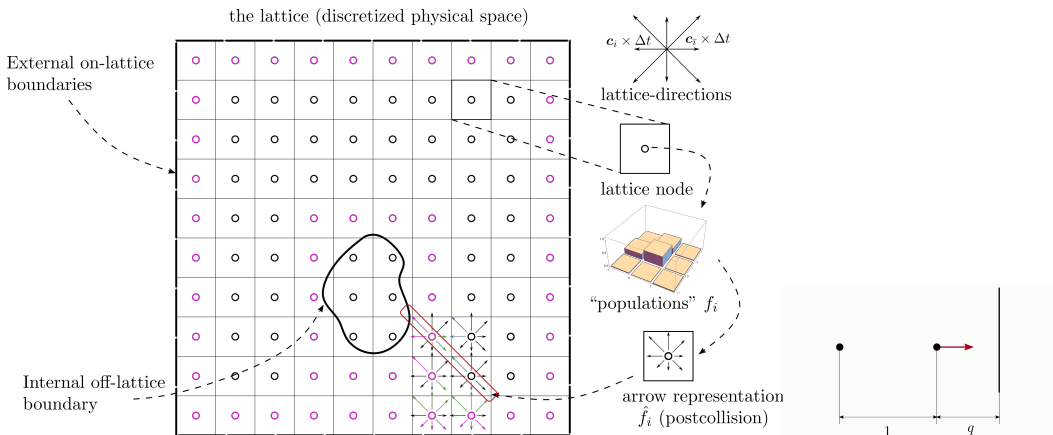 the lattice (discretized physical space)
External on-lattice
boundaries
c_i × Δt
c_ī × Δt
lattice-directions
lattice node
“populations” f_i
Internal off-lattice
boundary
arrow representation
f̂_i (postcollision)
1
q